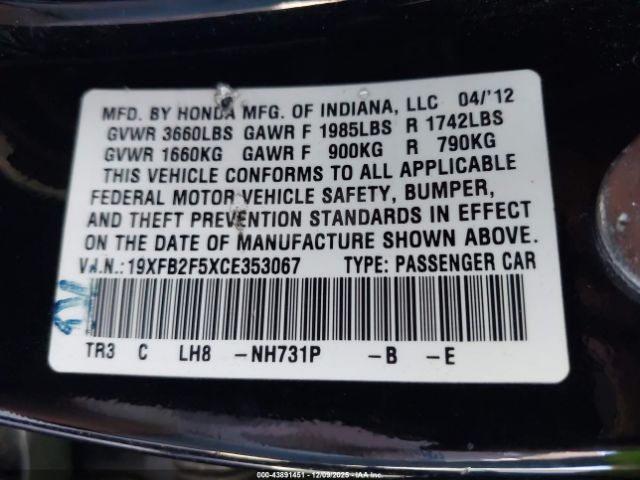 MFD. BY HONDA MFG. OF INDIANA, LLC 04/'12
GVWR 3660LBS GAWR F 1985LBS R 1742LBS
GVWR 1660KG GAWR F 900KG R 790KG
THIS VEHICLE CONFORMS TO ALL APPLICABLE
FEDERAL MOTOR VEHICLE SAFETY, BUMPER,
AND THEFT PREVENTION STANDARDS IN EFFECT
ON THE DATE OF MANUFACTURE SHOWN ABOVE.
V.I.N.:19XFB2F5XCE353067 TYPE: PASSENGER CAR
TR3 C LH8 -NH731P -B -E
000-43891451 - 12/09/2025 - IAAI.COM